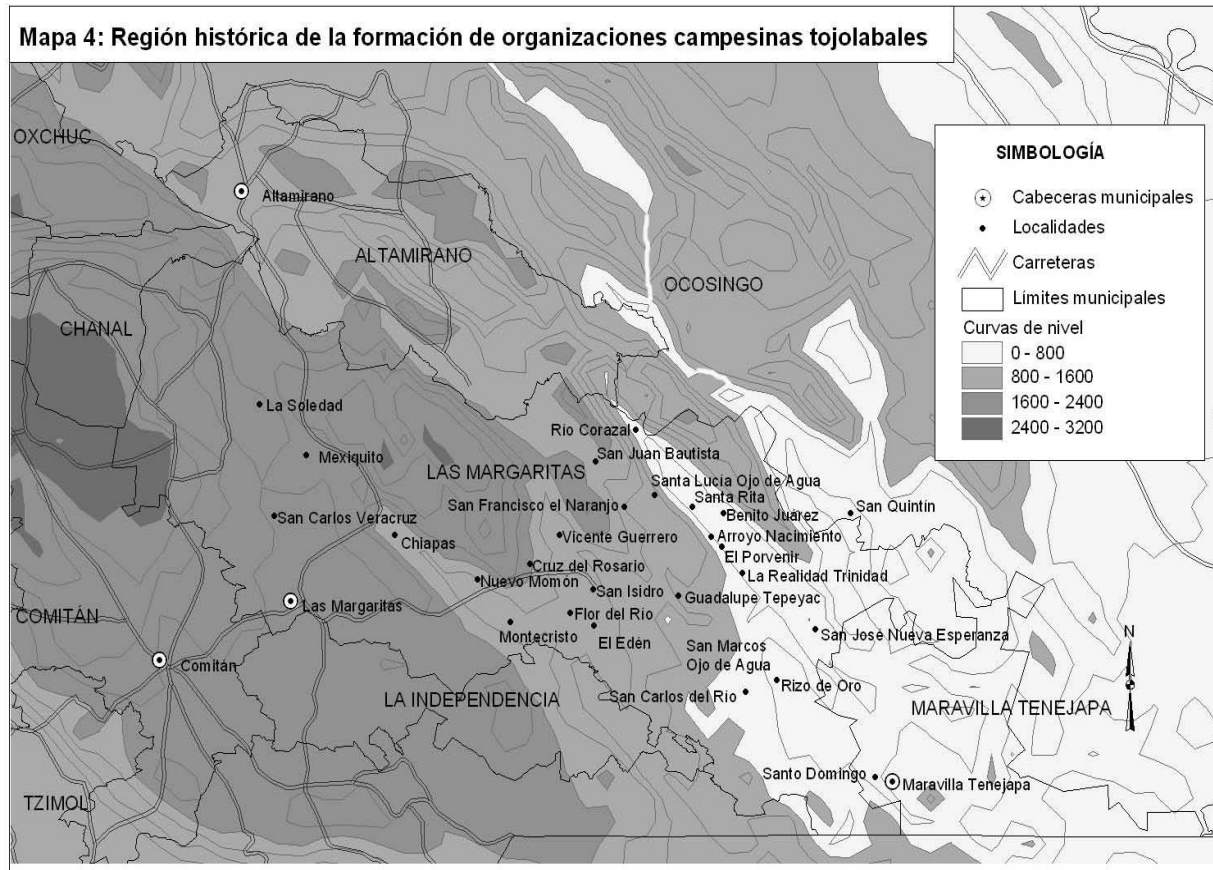 Mapa 4: Región histórica de la formación de organizaciones campesinas tojolabales
OXCHUC
SIMBOLOGÍA
Cabeceras municipales
Localidades
Carreteras
Límites municipales
Curvas de nivel
0 - 800
800 - 1600
1600 - 2400
2400 - 3200
Altamirano
ALTAMIRANO
OCOSINGO
CHANAL
La Soledad
Río Corazal
Mexiquito
San Juan Bautista
LAS MARGARITAS
Santa Lucía Ojo de Agua
Santa Rita
San Francisco el Naranjo
Benito Juárez
San Quintín
San Carlos Veracruz
Chiapas
Vicente Guerrero
Arroyo Nacimiento
El Porvenir
Cruz del Rosario
La Realidad Trinidad
Nuevo Momón
San Isidro
Guadalupe Tepeyac
Las Margaritas
COMITÁN
Flor del Río
Montecristo
El Edén
San José Nueva Esperanza
N
San Marcos
Ojo de Agua
Comitán
Rizo de Oro
San Carlos del Río
LA INDEPENDENCIA
MARAVILLA TENEJAPA
Santo Domingo
Maravilla Tenejapa
TZIMOL